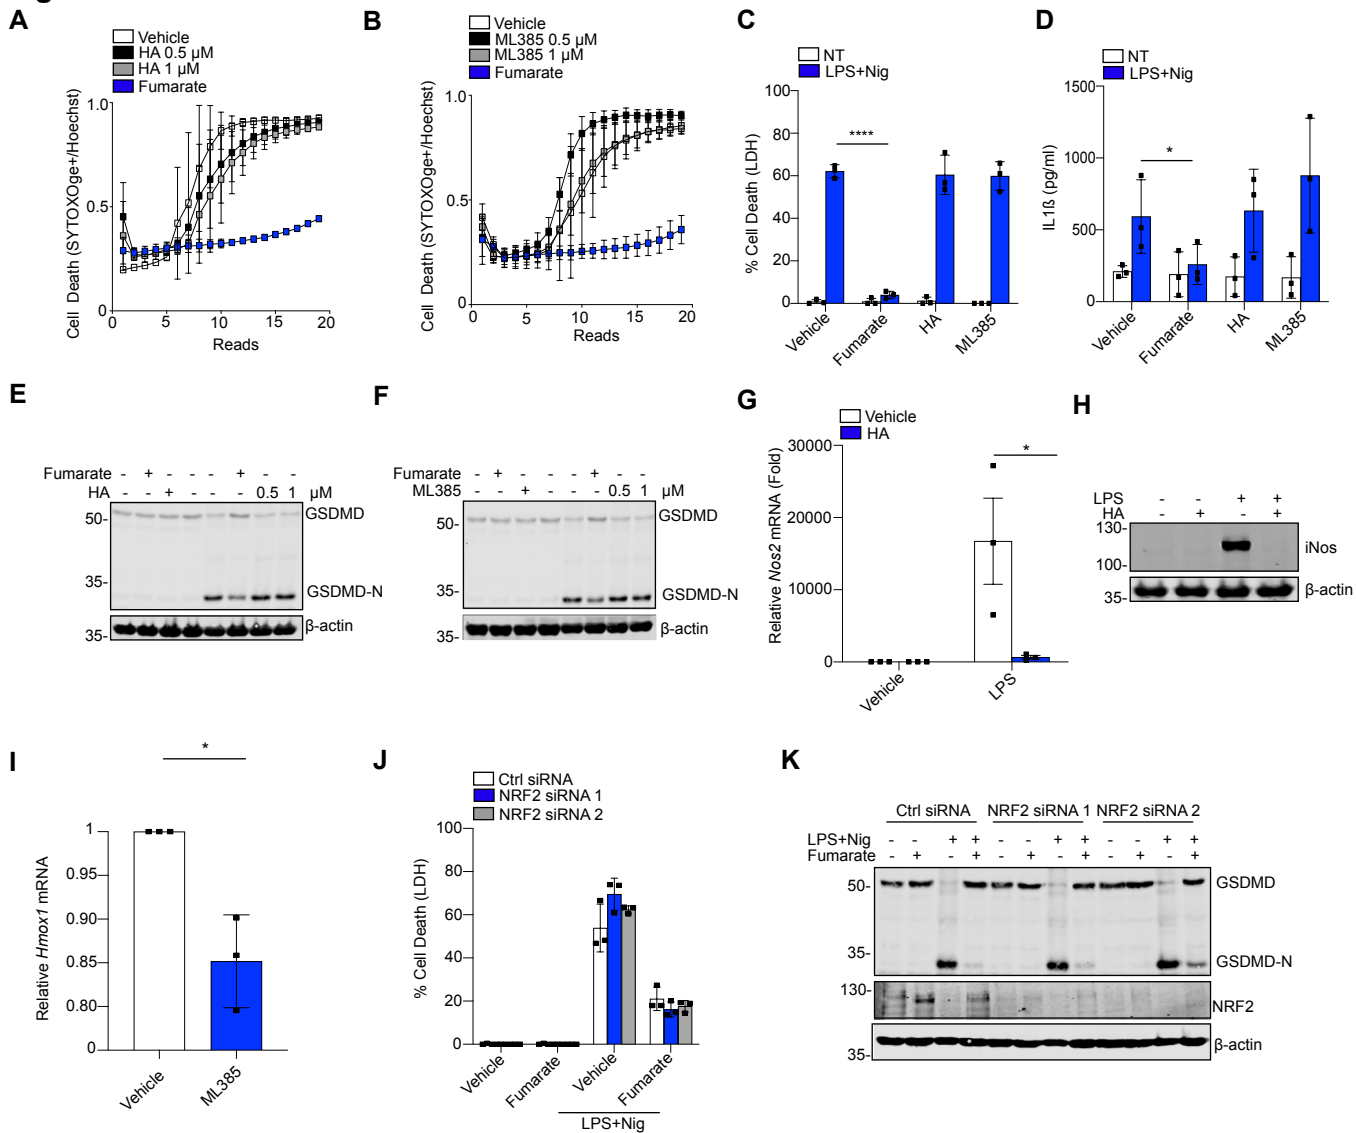 A
Vehicle
HA 0.5 µM
HA 1 µM
Fumarate
Cell Death (SYTOXOge+/Hoechst)
1.0
0.5
0
0 5 10 15 20
Reads
B
Vehicle
ML385 0.5 µM
ML385 1 µM
Fumarate
Cell Death (SYTOXOge+/Hoechst)
1.0
0.5
0
0 5 10 15 20
Reads
C
NT
LPS+Nig
% Cell Death (LDH)
100
80
60
40
20
0
****
Vehicle
Fumarate
HA
ML385
D
NT
LPS+Nig
IL1ß (pg/ml)
1500
1000
500
0
*
Vehicle
Fumarate
HA
ML385
E
Fumarate - + - - - + - -
HA - - + - - - 0.5 1 µM
50-
GSDMD
35-
GSDMD-N
35-
β-actin
F
Fumarate - + - - - + - -
ML385 - - + - - - 0.5 1 µM
50-
GSDMD
35-
GSDMD-N
35-
β-actin
G
Vehicle
HA
Relative Nos2 mRNA (Fold)
30000
20000
10000
0
*
Vehicle
LPS
H
LPS - - + +
HA - + - +
130-
iNos
100-
35-
β-actin
I
*
Relative Hmox1 mRNA
1
0.95
0.90
0.85
0.80
0
Vehicle
ML385
J
Ctrl siRNA
NRF2 siRNA 1
NRF2 siRNA 2
% Cell Death (LDH)
100
80
60
40
20
0
Vehicle
Fumarate
Vehicle
Fumarate
LPS+Nig
K
Ctrl siRNA NRF2 siRNA 1 NRF2 siRNA 2
LPS+Nig - - + + - - + + - - + +
Fumarate - + - + - + - + - + - +
50-
GSDMD
35-
GSDMD-N
130-
NRF2
β-actin
35-